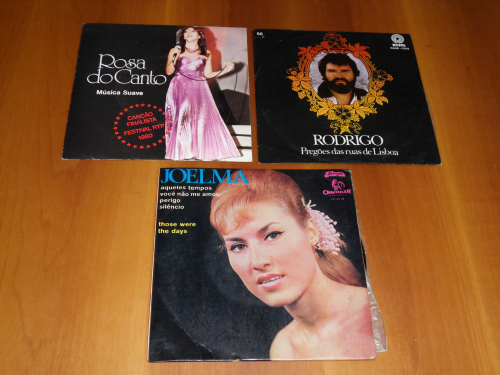 Rosa
do Canto
Música Suave
CANÇÃO
FINALISTA
FESTIVAL RTP
1980
RODRIGO
Pregões das ruas de Lisboa
JOELMA
aqueles tempos
você não me amou
perigo
silêncio
those were
the days